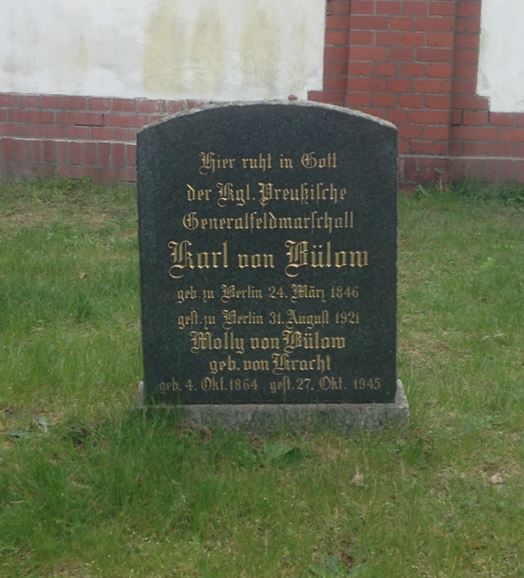 Hier ruht in Gott
der Kgl. Preußische
Generalfeldmarschall
Karl von Bülow
geb. zu Berlin 24. März 1846
gest. zu Berlin 31. August 1921
Molly von Bülow
geb. von Kracht
geb. 4. Okt. 1864 gest. 27. Okt. 1945